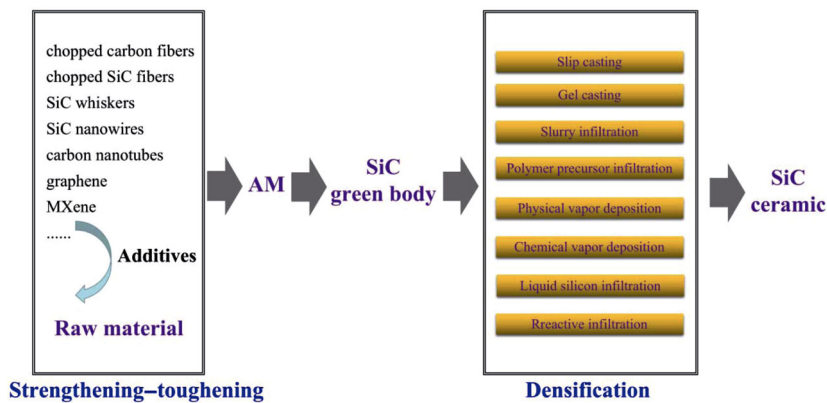 chopped carbon fibers
chopped SiC fibers
SiC whiskers
SiC nanowires
carbon nanotubes
graphene
MXene
......
Additives
Raw material
Strengthening–toughening
AM
SiC
green body
Slip casting
Gel casting
Slurry infiltration
Polymer precursor infiltration
Physical vapor deposition
Chemical vapor deposition
Liquid silicon infiltration
Rreactive infiltration
Densification
SiC
ceramic